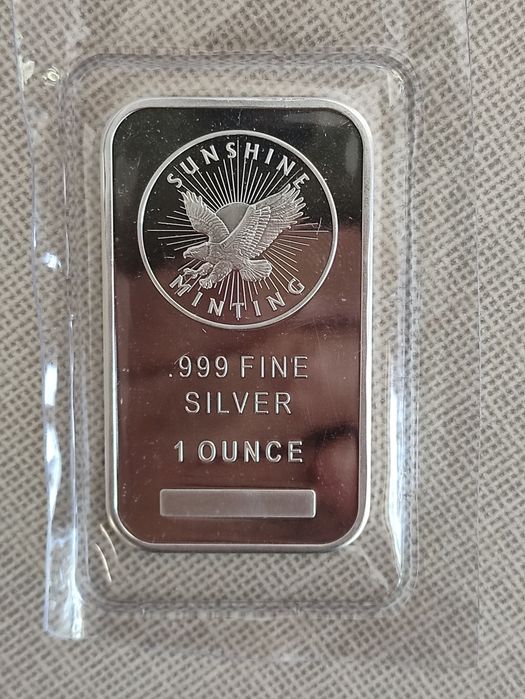 SUNSHINE
MINTING
.999 FINE
SILVER
1 OUNCE